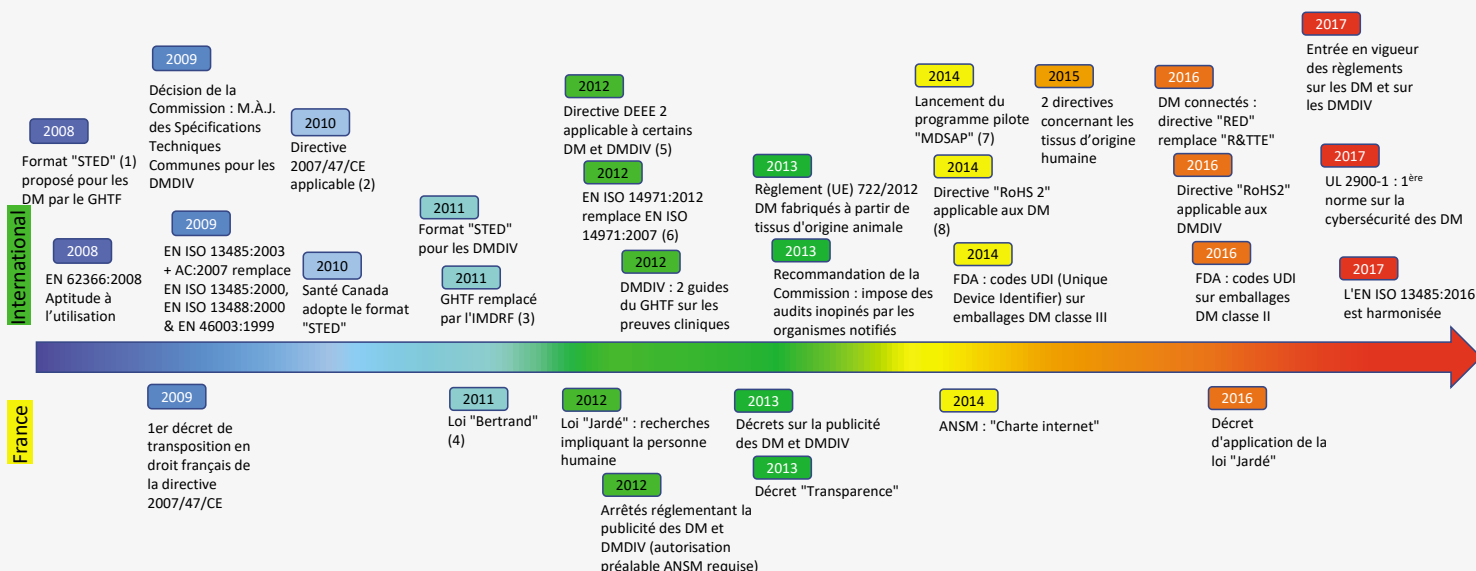 2008
Format "STED" (1)
proposé pour les
DM par le GHTF
2008
EN 62366:2008
Aptitude à
l’utilisation
2009
Décision de la
Commission : M.À.J.
des Spécifications
Techniques
Communes pour les
DMDIV
2009
EN ISO 13485:2003
+ AC:2007 remplace
EN ISO 13485:2000,
EN ISO 13488:2000
& EN 46003:1999
2010
Directive
2007/47/CE
applicable (2)
2010
Santé Canada
adopte le format
"STED"
2011
Format "STED"
pour les DMDIV
2011
GHTF remplacé
par l'IMDRF (3)
2012
Directive DEEE 2
applicable à certains
DM et DMDIV (5)
2012
EN ISO 14971:2012
remplace EN ISO
14971:2007 (6)
2012
DMDIV : 2 guides
du GHTF sur les
preuves cliniques
2013
Règlement (UE) 722/2012
DM fabriqués à partir de
tissus d'origine animale
2013
Recommandation de la
Commission : impose des
audits inopinés par les
organismes notifiés
2014
Lancement du
programme pilote
"MDSAP" (7)
2014
Directive "RoHS 2"
applicable aux DM
(8)
2014
FDA : codes UDI (Unique
Device Identifier) sur
emballages DM classe III
2015
2 directives
concernant les
tissus d'origine
humaine
2016
DM connectés :
directive "RED"
remplace "R&TTE"
2016
Directive "RoHS2"
applicable aux
DMDIV
2016
FDA : codes UDI
sur emballages
DM classe II
2017
Entrée en vigueur
des règlements
sur les DM et sur
les DMDIV
2017
UL 2900-1 : 1ère
norme sur la
cybersécurité des DM
2017
L'EN ISO 13485:2016
est harmonisée
International
France
2009
1er décret de
transposition en
droit français de
la directive
2007/47/CE
2011
Loi "Bertrand"
(4)
2012
Loi "Jardé" : recherches
impliquant la personne
humaine
2012
Arrêtés réglementant la
publicité des DM et
DMDIV (autorisation
préalable ANSM requise)
2013
Décrets sur la publicité
des DM et DMDIV
2013
Décret "Transparence"
2014
ANSM : "Charte internet"
2016
Décret
d'application de la
loi "Jardé"